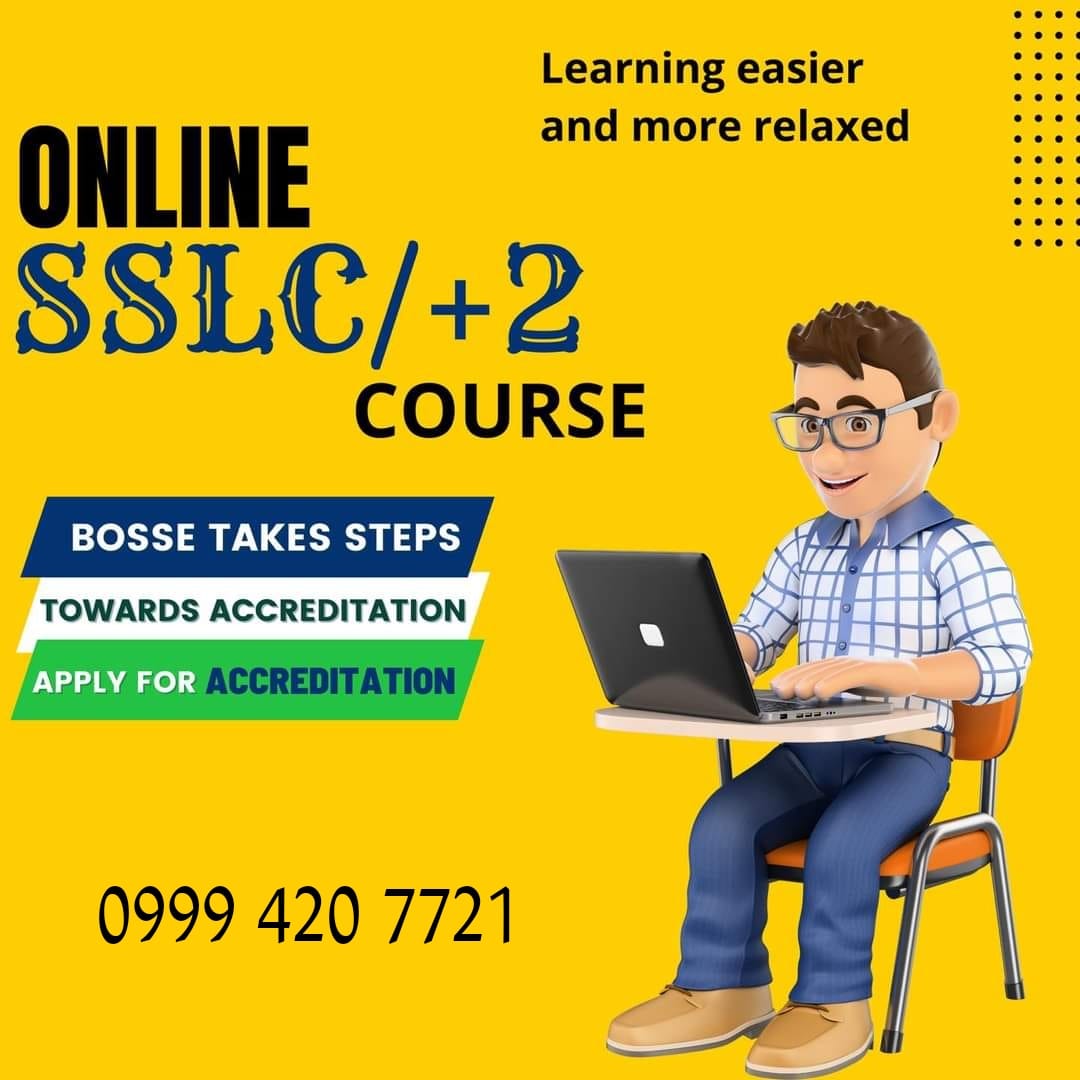 Learning easier
and more relaxed
ONLINE
SSLC/+2
COURSE
BOSSE TAKES STEPS
TOWARDS ACCREDITATION
APPLY FOR ACCREDITATION
0999 420 7721